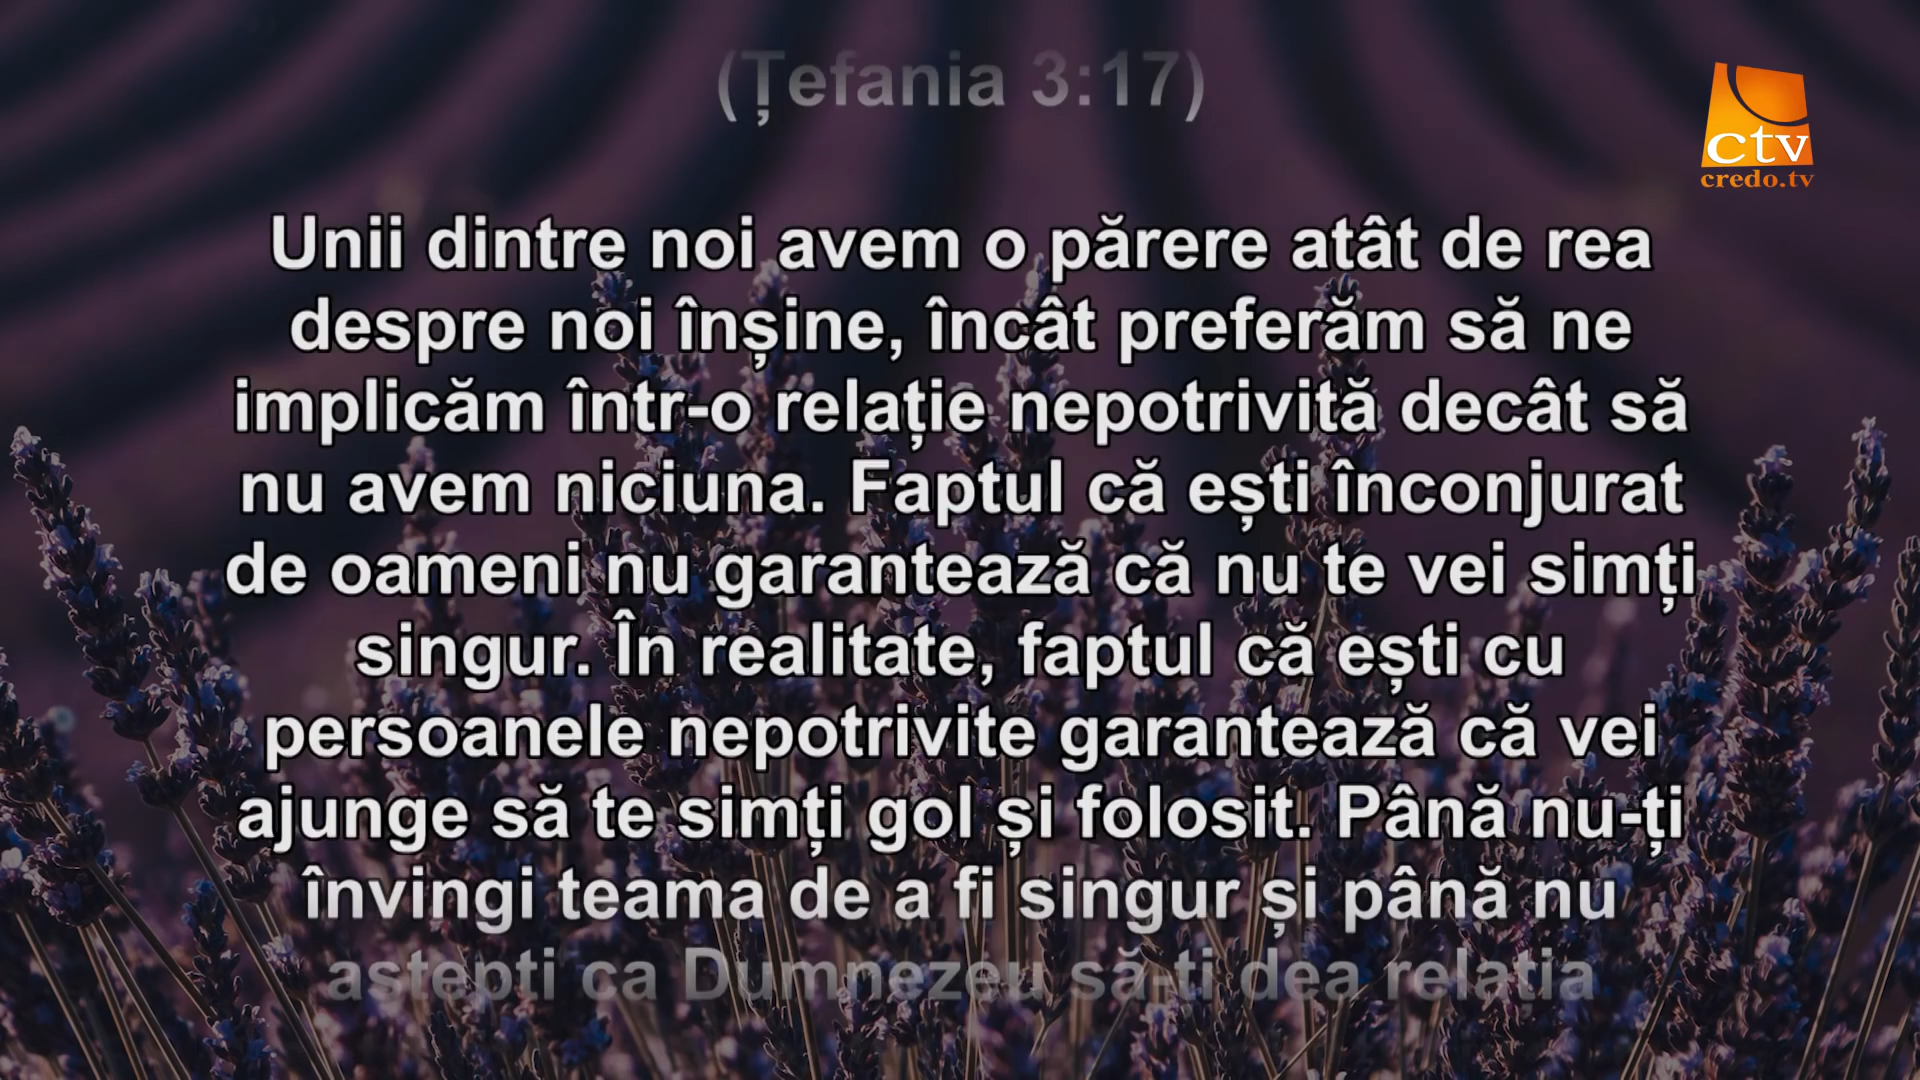 (Țefania 3:17)
ctv
credo.tv
Unii dintre noi avem o părere atât de rea
despre noi înșine, încât preferăm să ne
implicăm într-o relație nepotrivită decât să
nu avem niciuna. Faptul că ești înconjurat
de oameni nu garantează că nu te vei simți
singur. În realitate, faptul că ești cu
persoanele nepotrivite garantează că vei
ajunge să te simți gol și folosit. Până nu-ți
învingi teama de a fi singur și până nu
aștepți ca Dumnezeu să-ți dea relația